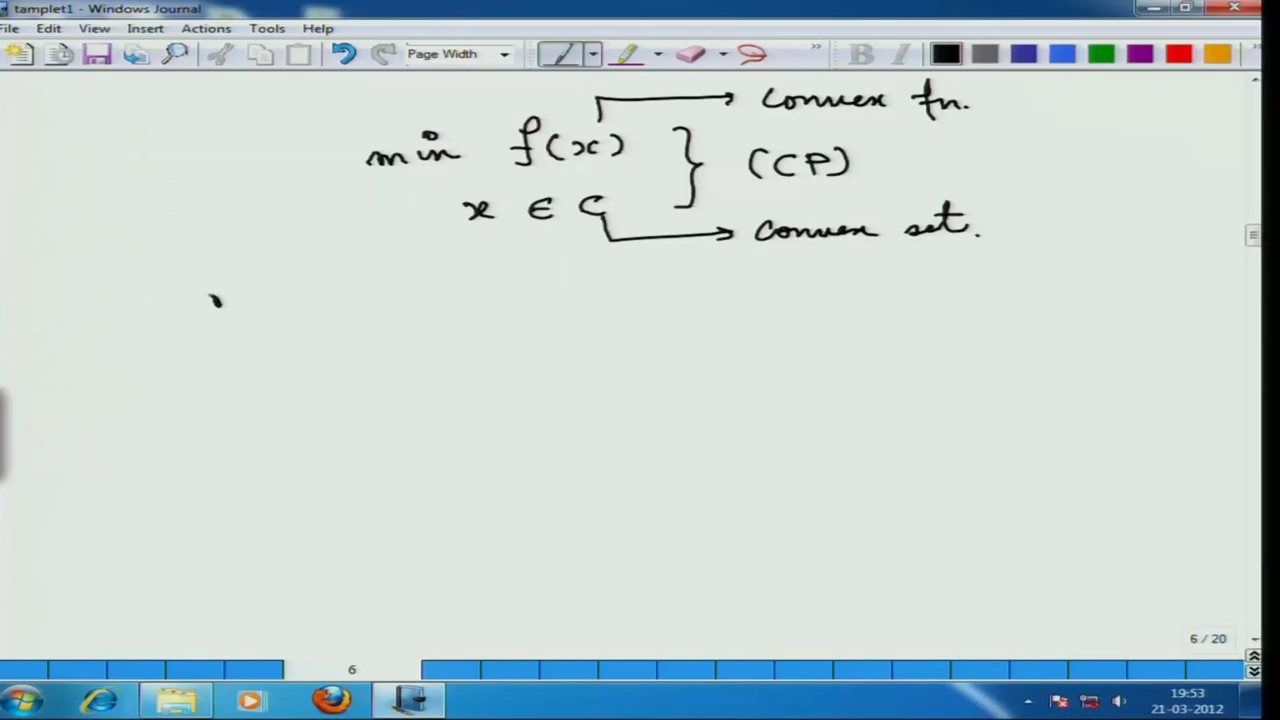 tamplet1 - Windows Journal
File Edit View Insert Actions Tools Help
Page Width
convex fn.
min f(x) } (CP)
x ∈ C
convex set.
6 / 20
6
19:53
21-03-2012